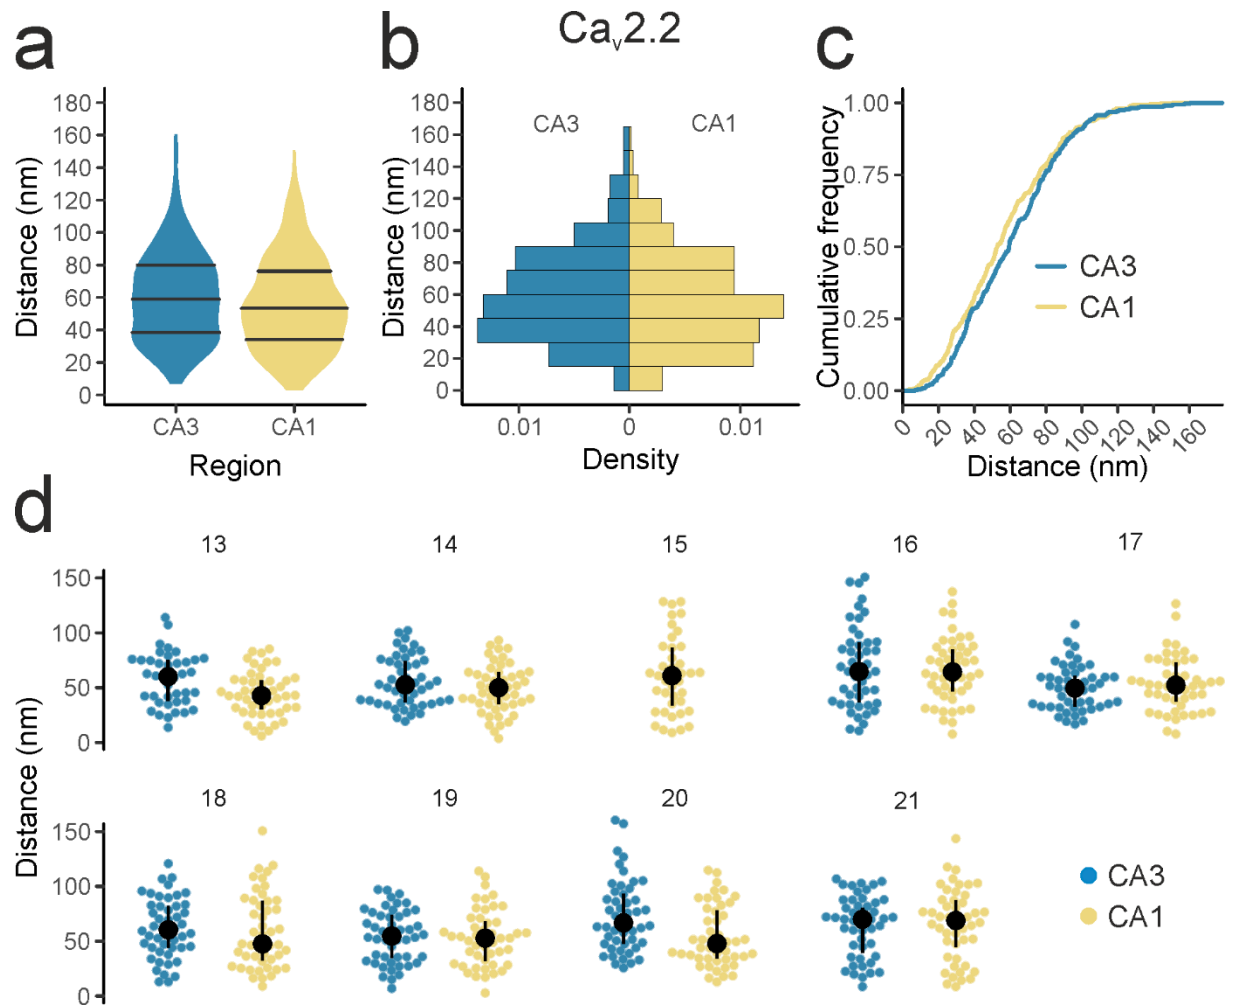 a
b
Caᵥ2.2
c
180
160
140
120
100
80
60
40
20
0
Distance (nm)
CA3
CA1
Region
180
160
140
120
100
80
60
40
20
0
Distance (nm)
CA3
CA1
0.01
0
0.01
Density
1.00
0.75
0.50
0.25
0.00
Cumulative frequency
CA3
CA1
0
20
40
60
80
100
120
140
160
Distance (nm)
d
13
14
15
16
17
150
100
50
0
Distance (nm)
18
19
20
21
150
100
50
0
CA3
CA1